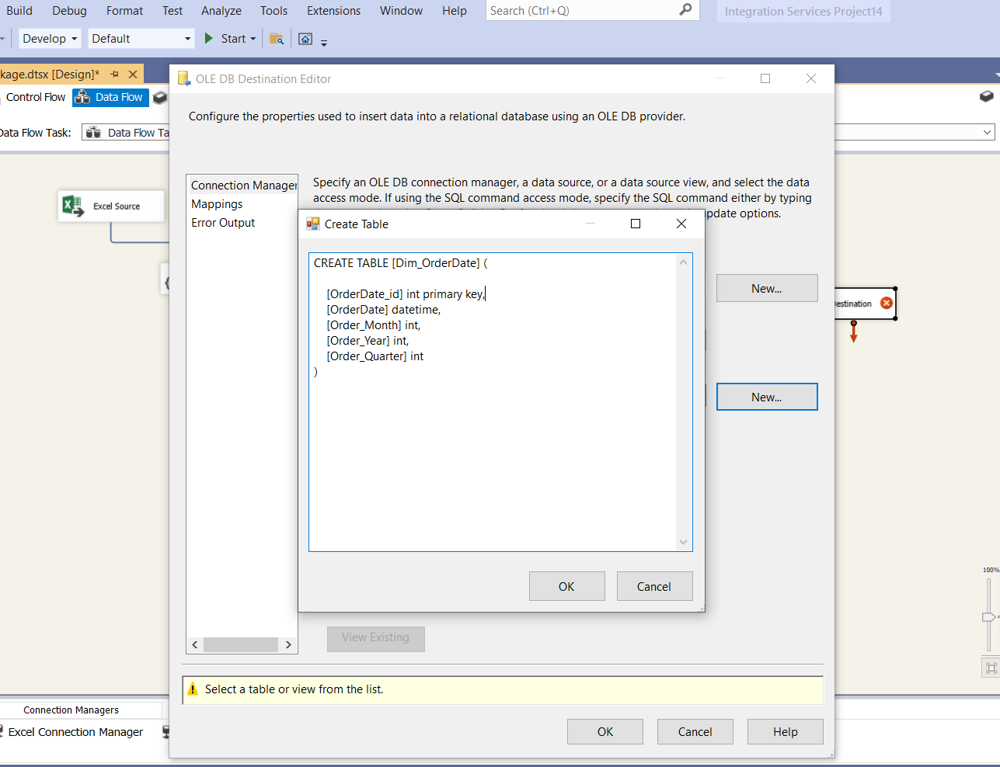 Build Debug Format Test Analyze Tools Extensions Window Help Search (Ctrl+Q) Integration Services Project14
Develop Default Start
kage.dtsx [Design]*
Control Flow Data Flow
Data Flow Task: Data Flow Ta
OLE DB Destination Editor
Configure the properties used to insert data into a relational database using an OLE DB provider.
Connection Manager
Mappings
Error Output
Specify an OLE DB connection manager, a data source, or a data source view, and select the data
access mode. If using the SQL command access mode, specify the SQL command either by typing
update options.
Excel Source
Create Table
CREATE TABLE [Dim_OrderDate] (
[OrderDate_id] int primary key,
[OrderDate] datetime,
[Order_Month] int,
[Order_Year] int,
[Order_Quarter] int
)
OK Cancel
New...
New...
estination
View Existing
Select a table or view from the list.
OK Cancel Help
100%
Connection Managers
Excel Connection Manager